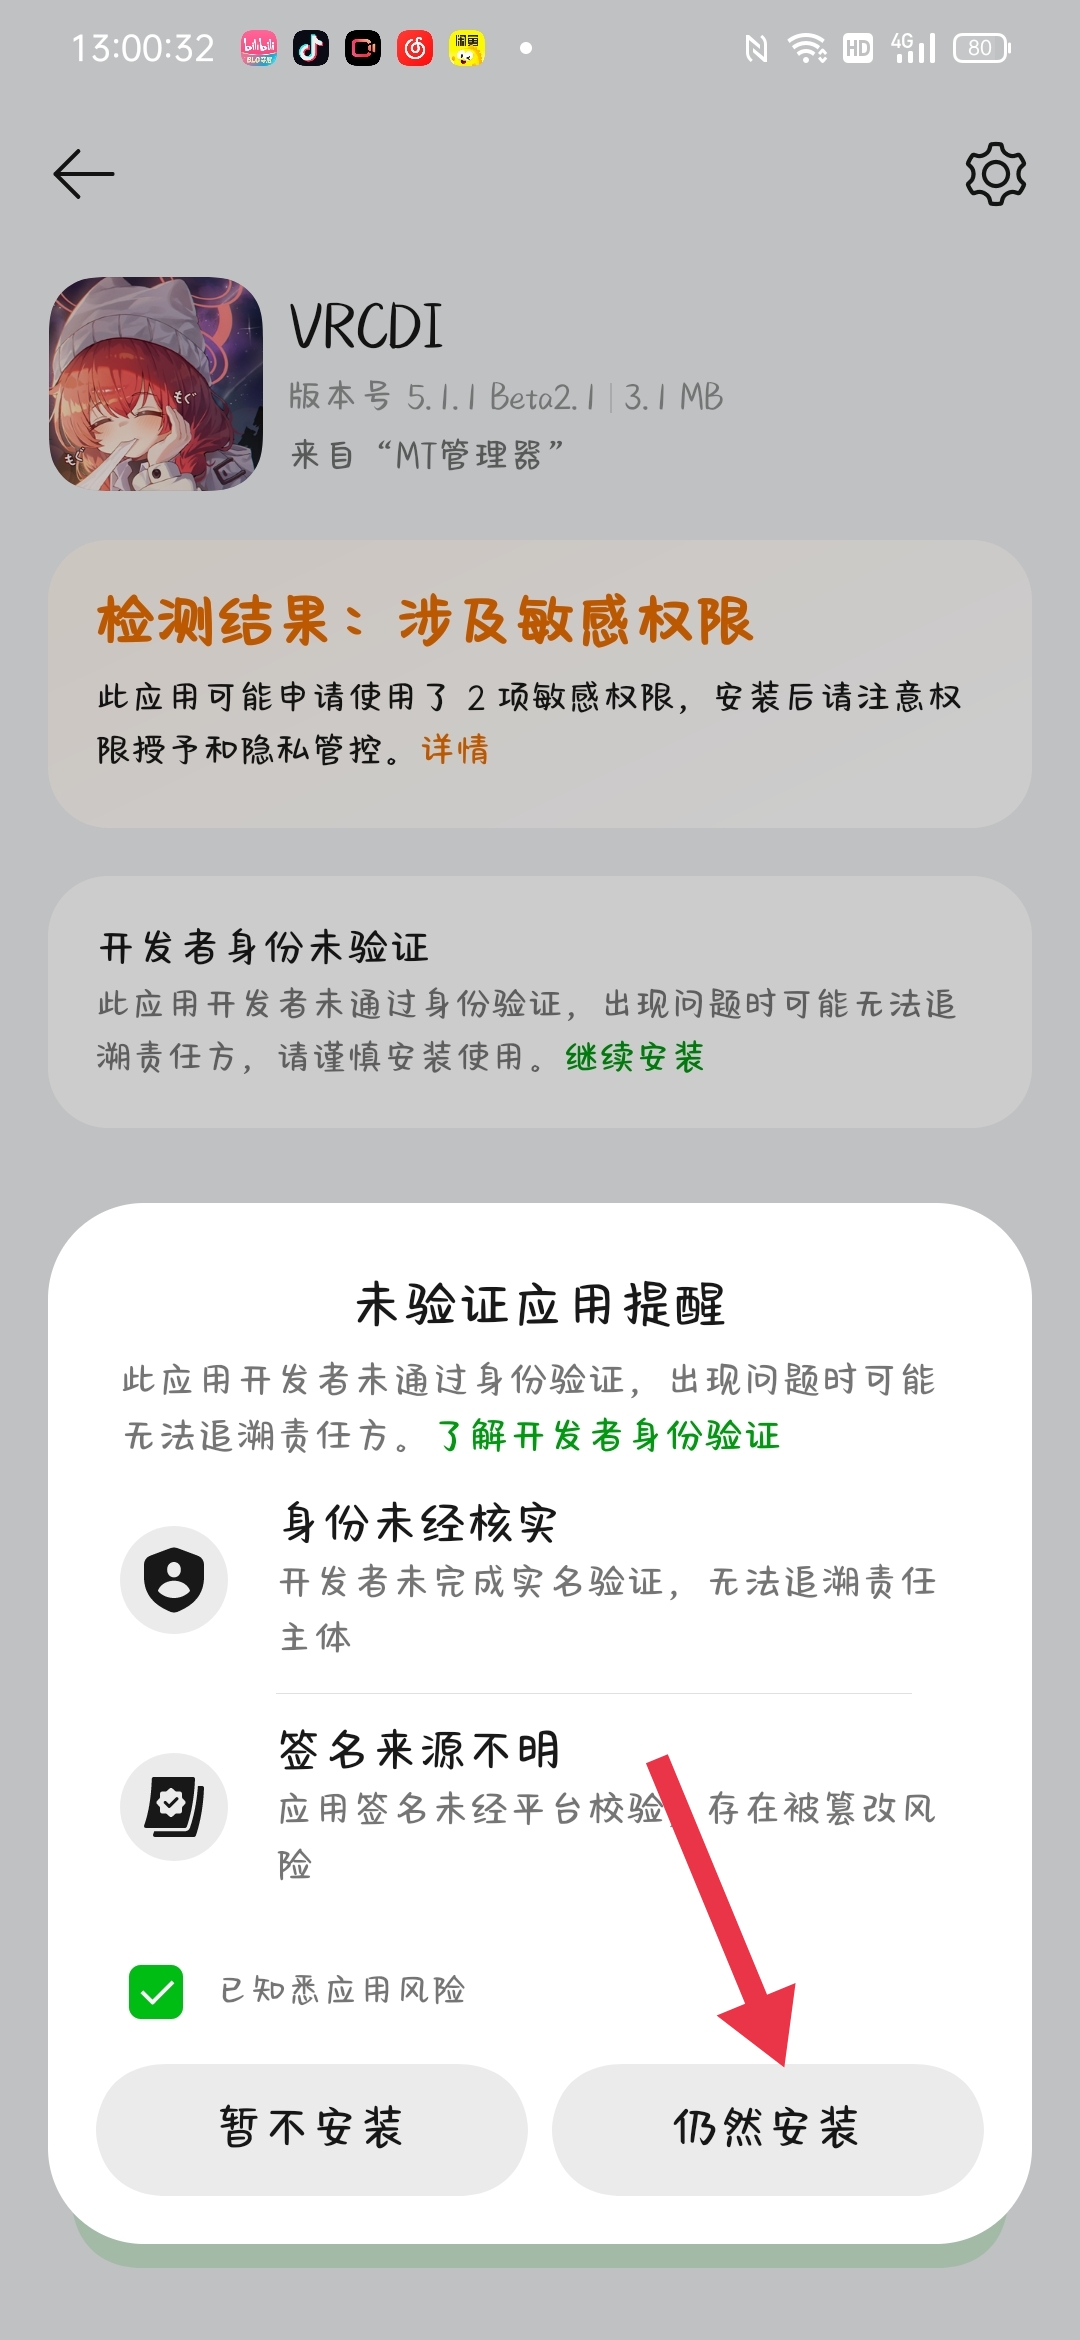 13:00:32
HD 4G 80
VRCDI
版本号 5.1.1 Beta2.1 | 3.1 MB
来自“MT管理器”
检测结果：涉及敏感权限
此应用可能申请使用了 2 项敏感权限，安装后请注意权
限授予和隐私管控。详情
开发者身份未验证
此应用开发者未通过身份验证，出现问题时可能无法追
溯责任方，请谨慎安装使用。继续安装
未验证应用提醒
此应用开发者未通过身份验证，出现问题时可能
无法追溯责任方。了解开发者身份验证
身份未经核实
开发者未完成实名验证，无法追溯责任
主体
签名来源不明
应用签名未经平台校验，存在被篡改风
险
已知悉应用风险
暂不安装
仍然安装